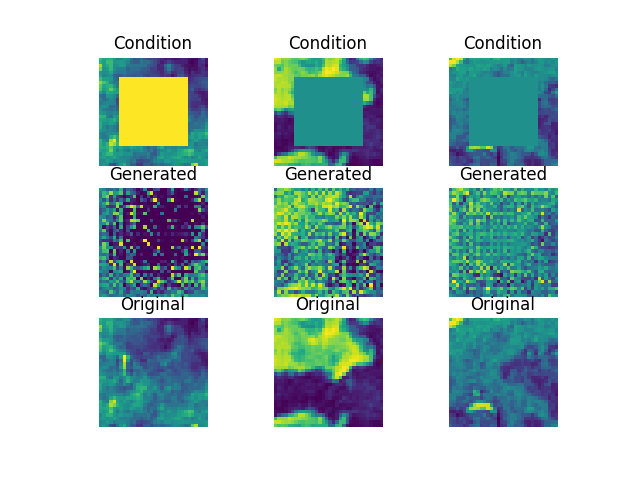 Condition Condition Condition
Generated Generated Generated
Original Original Original